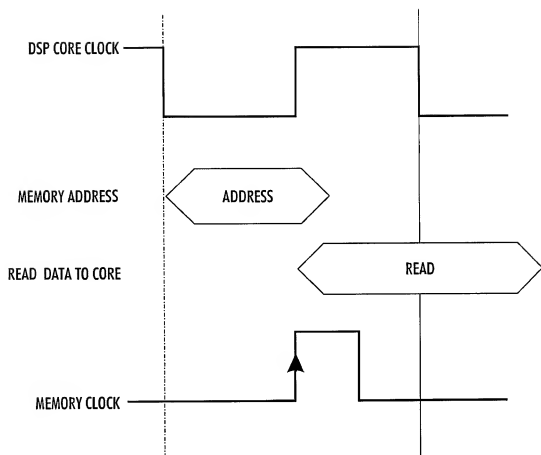 DSP CORE CLOCK
MEMORY ADDRESS
ADDRESS
READ DATA TO CORE
READ
MEMORY CLOCK